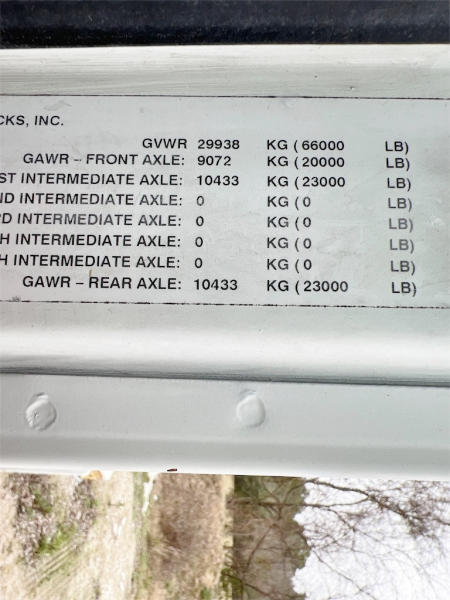 CKS, INC.
GVWR 29938 KG ( 66000 LB)
GAWR – FRONT AXLE: 9072 KG ( 20000 LB)
ST INTERMEDIATE AXLE: 10433 KG ( 23000 LB)
ND INTERMEDIATE AXLE: 0 KG ( 0 LB)
RD INTERMEDIATE AXLE: 0 KG ( 0 LB)
H INTERMEDIATE AXLE: 0 KG ( 0 LB)
H INTERMEDIATE AXLE: 0 KG ( 0 LB)
GAWR – REAR AXLE: 10433 KG ( 23000 LB)